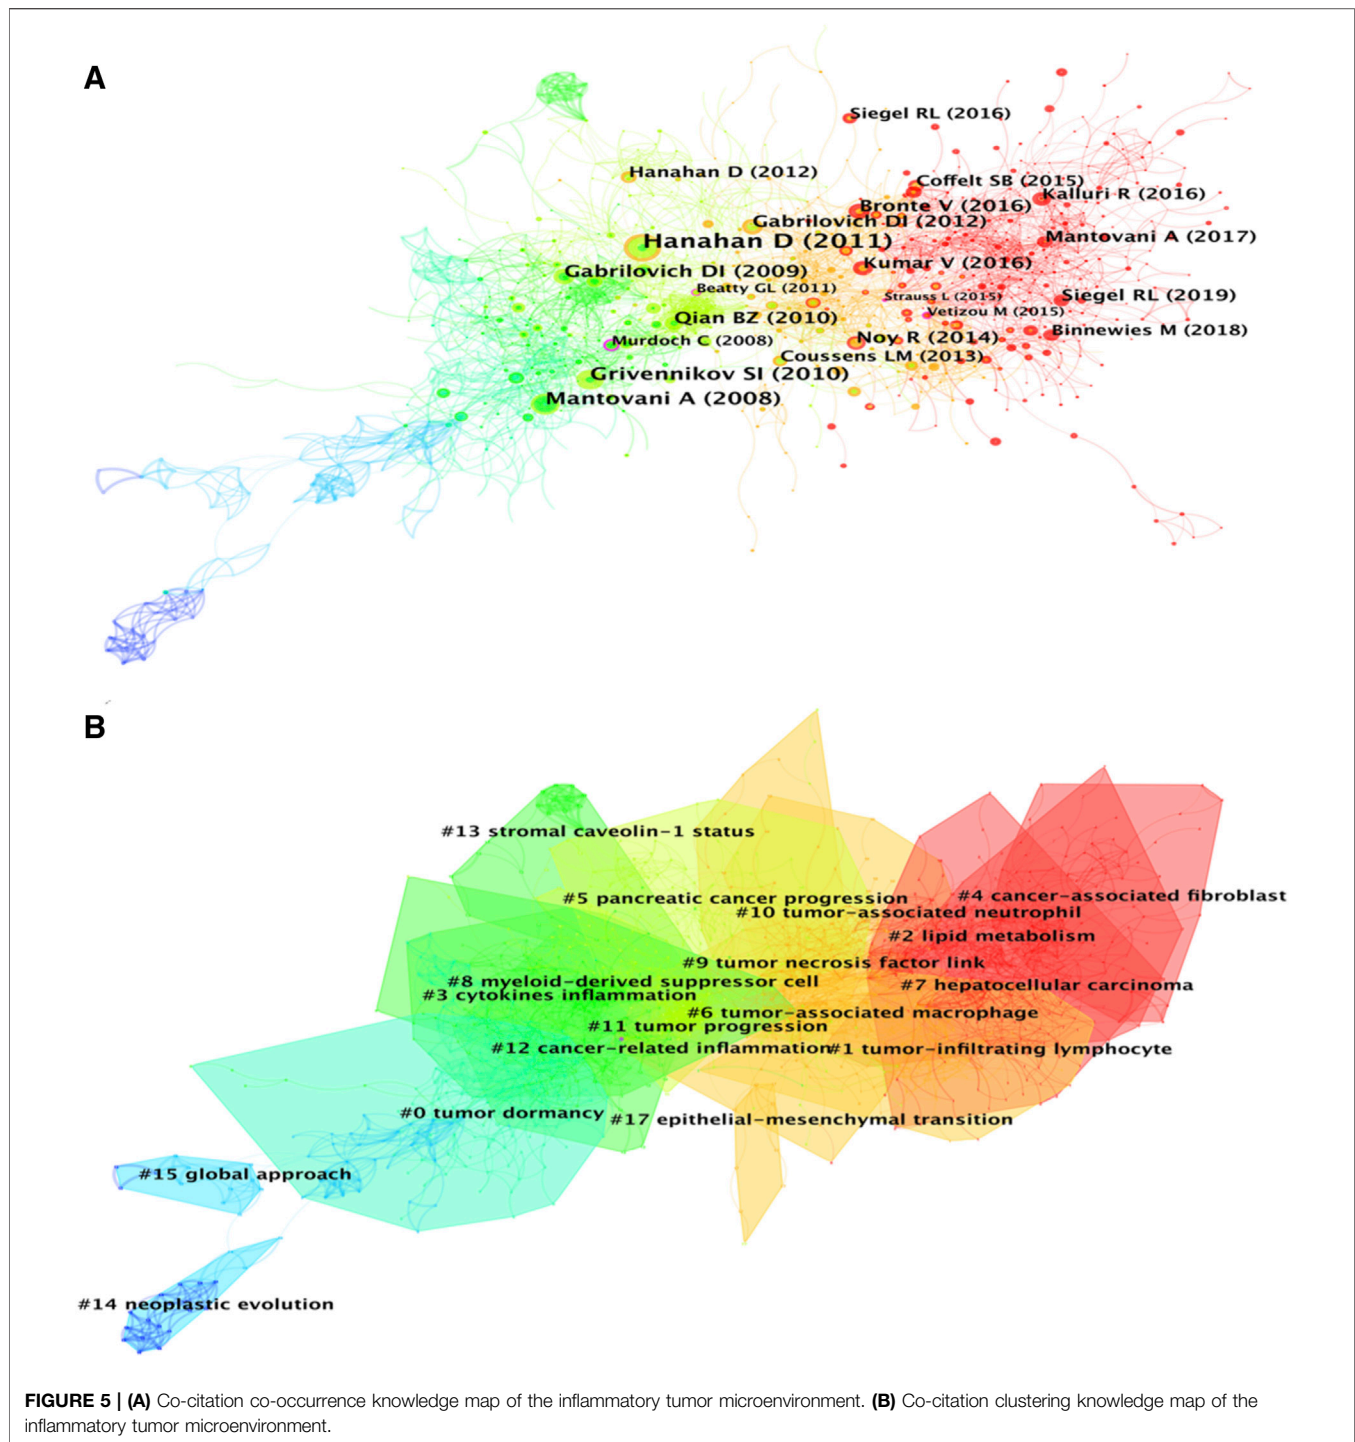 A
Siegel RL (2016)
Hanahan D (2012)
Coffelt SB (2015)
Kalluri R (2016)
Bronte V (2016)
Gabrilovich DI (2012)
Hanahan D (2011)
Mantovani A (2017)
Kumar V (2016)
Gabrilovich DI (2009)
Beatty GL (2011)
Strauss L (2015)
Siegel RL (2019)
Vetizou M (2015)
Qian BZ (2010)
Binnewies M (2018)
Murdoch C (2008)
Noy R (2014)
Coussens LM (2013)
Grivennikov SI (2010)
Mantovani A (2008)
B
#13 stromal caveolin-1 status
#5 pancreatic cancer progression
#4 cancer-associated fibroblast
#10 tumor-associated neutrophil
#2 lipid metabolism
#9 tumor necrosis factor link
#8 myeloid-derived suppressor cell
#7 hepatocellular carcinoma
#3 cytokines inflammation
#6 tumor-associated macrophage
#11 tumor progression
#12 cancer-related inflammation
#1 tumor-infiltrating lymphocyte
#0 tumor dormancy
#17 epithelial-mesenchymal transition
#15 global approach
#14 neoplastic evolution
FIGURE 5 | (A) Co-citation co-occurrence knowledge map of the inflammatory tumor microenvironment. (B) Co-citation clustering knowledge map of the
inflammatory tumor microenvironment.